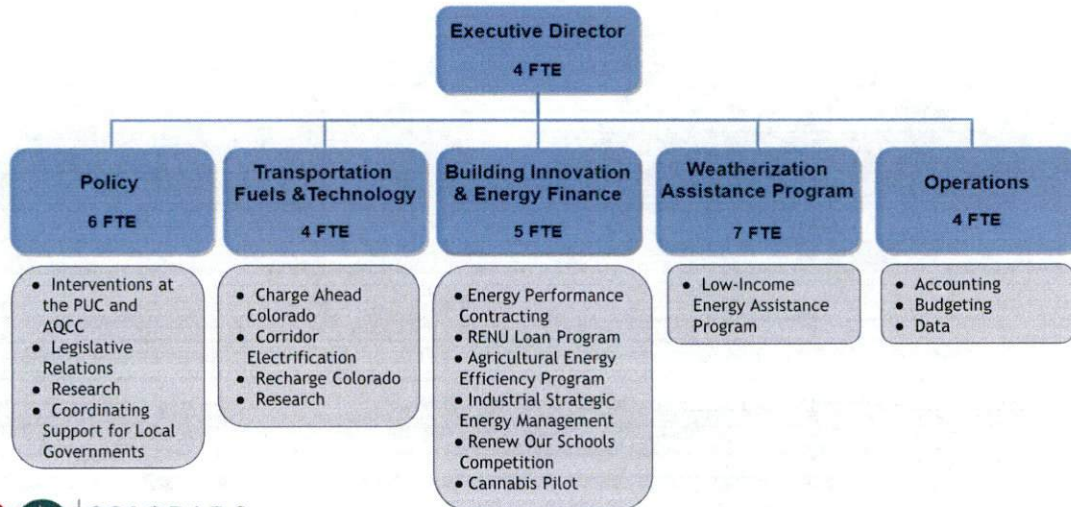 Executive Director
4 FTE
Policy
6 FTE
Transportation
Fuels & Technology
4 FTE
Building Innovation
& Energy Finance
5 FTE
Weatherization
Assistance Program
7 FTE
Operations
4 FTE
● Interventions at
the PUC and
AQCC
● Legislative
Relations
● Research
● Coordinating
Support for Local
Governments
● Charge Ahead
Colorado
● Corridor
Electrification
● Recharge Colorado
● Research
● Energy Performance
Contracting
● RENU Loan Program
● Agricultural Energy
Efficiency Program
● Industrial Strategic
Energy Management
● Renew Our Schools
Competition
● Cannabis Pilot
● Low-Income
Energy Assistance
Program
● Accounting
● Budgeting
● Data